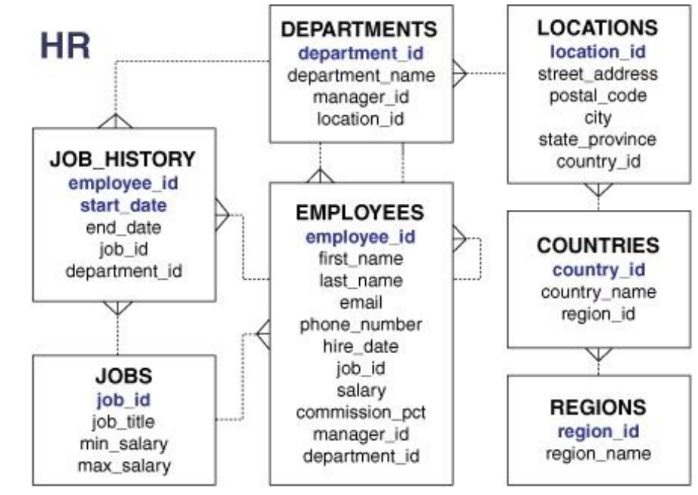 HR
DEPARTMENTS
department_id
department_name
manager_id
location_id
LOCATIONS
location_id
street_address
postal_code
city
state_province
country_id
JOB_HISTORY
employee_id
start_date
end_date
job_id
department_id
EMPLOYEES
employee_id
first_name
last_name
email
phone_number
hire_date
job_id
salary
commission_pct
manager_id
department_id
COUNTRIES
country_id
country_name
region_id
JOBS
job_id
job_title
min_salary
max_salary
REGIONS
region_id
region_name